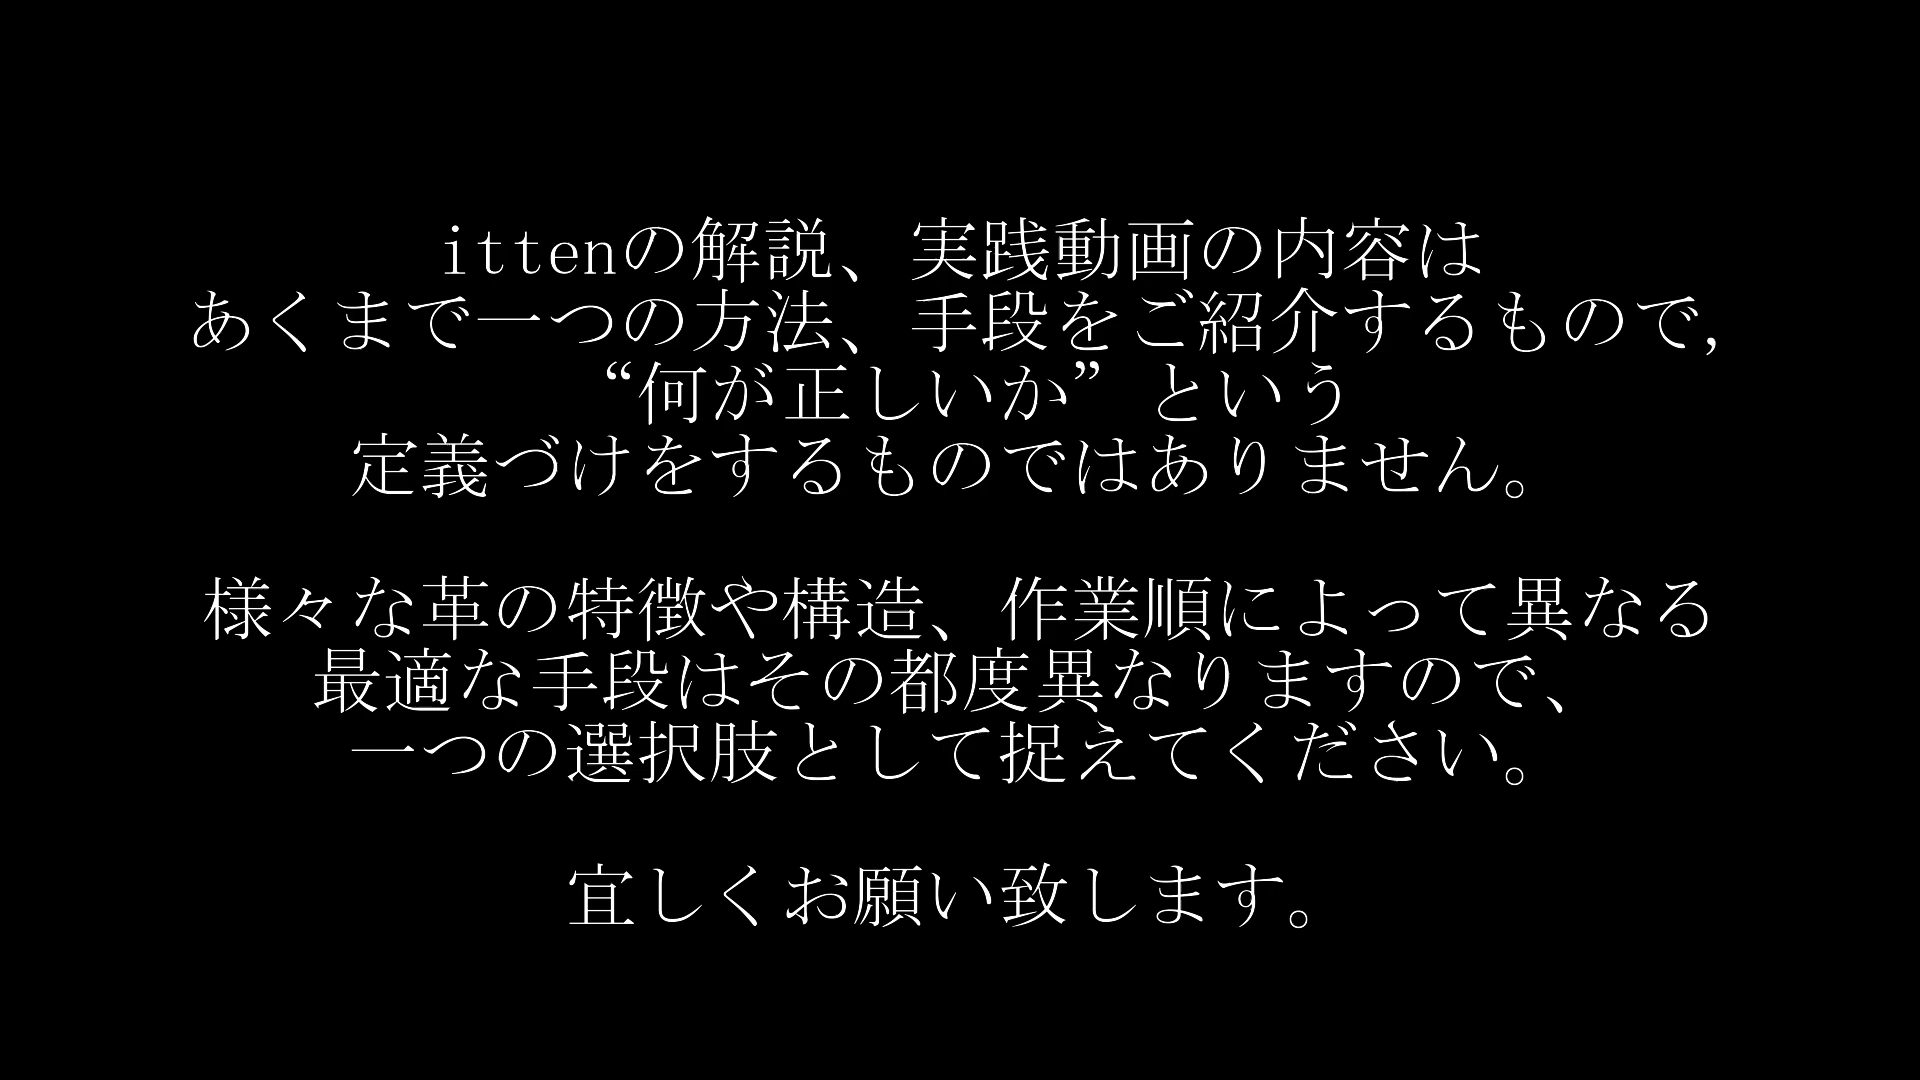 ittenの解説、実践動画の内容は
あくまで一つの方法、手段をご紹介するもので,
“何が正しいか”という
定義づけをするものではありません。
様々な革の特徴や構造、作業順によって異なる
最適な手段はその都度異なりますので、
一つの選択肢として捉えてください。
宜しくお願い致します。